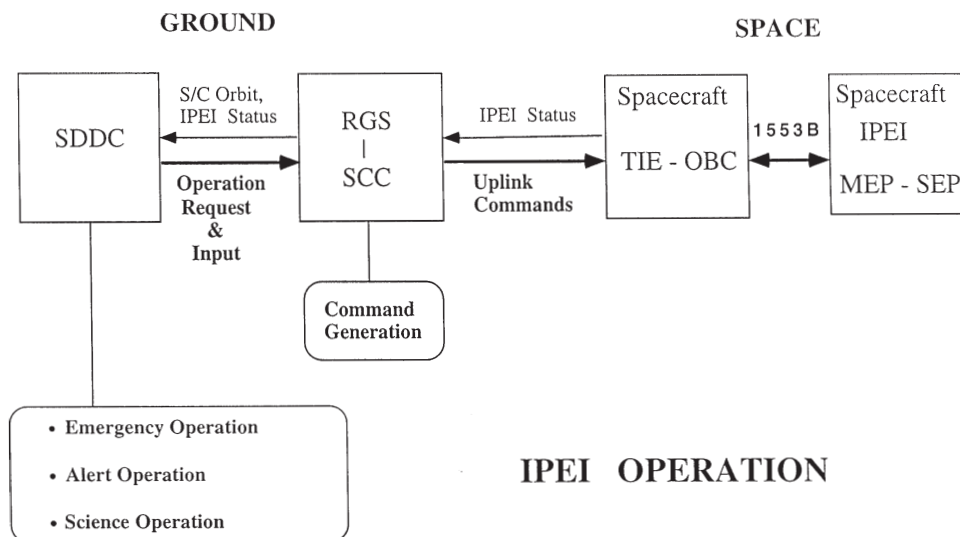 GROUND
SPACE
SDDC
S/C Orbit,
IPEI Status
Operation
Request
&
Input
RGS
|
SCC
IPEI Status
Uplink
Commands
Spacecraft
TIE - OBC
1553B
Spacecraft
IPEI
MEP - SEP
Command
Generation
• Emergency Operation
• Alert Operation
• Science Operation
IPEI OPERATION